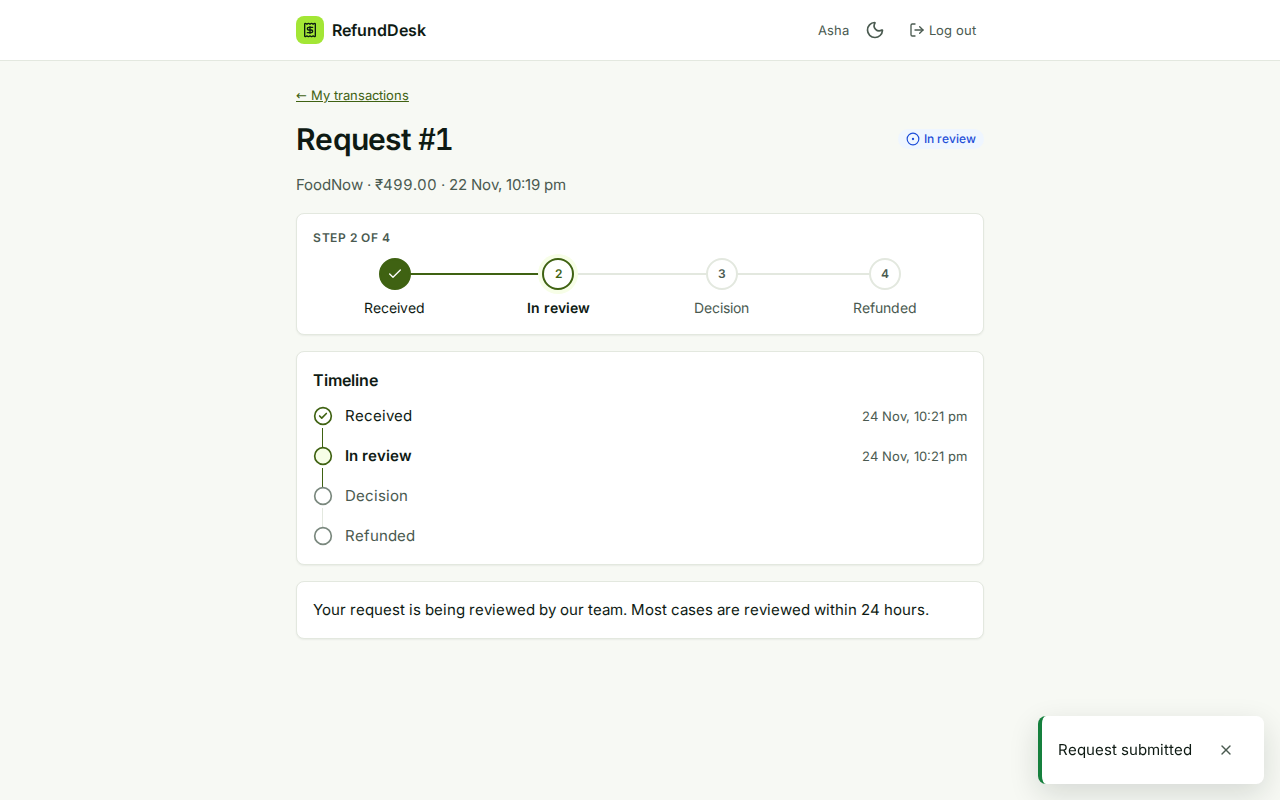 RefundDesk
Asha
Log out
← My transactions
Request #1
In review
FoodNow · ₹499.00 · 22 Nov, 10:19 pm
STEP 2 OF 4
2 3 4
Received In review Decision Refunded
Timeline
Received 24 Nov, 10:21 pm
In review 24 Nov, 10:21 pm
Decision
Refunded
Your request is being reviewed by our team. Most cases are reviewed within 24 hours.
Request submitted